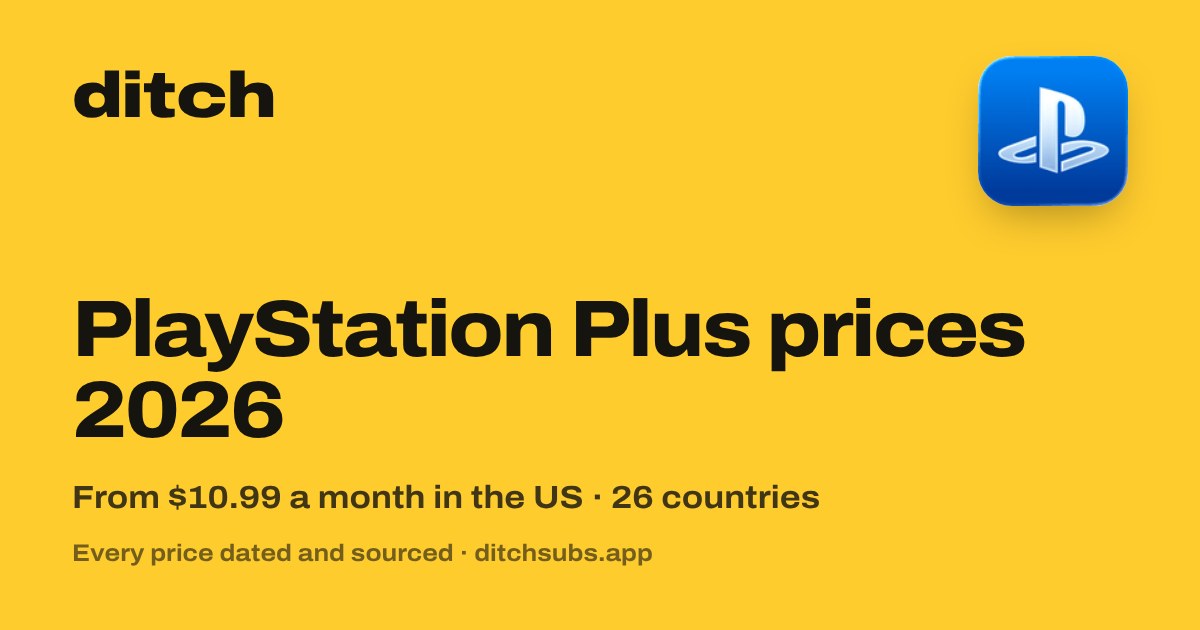 ditch
PlayStation Plus prices
2026
From $10.99 a month in the US · 26 countries
Every price dated and sourced · ditchsubs.app